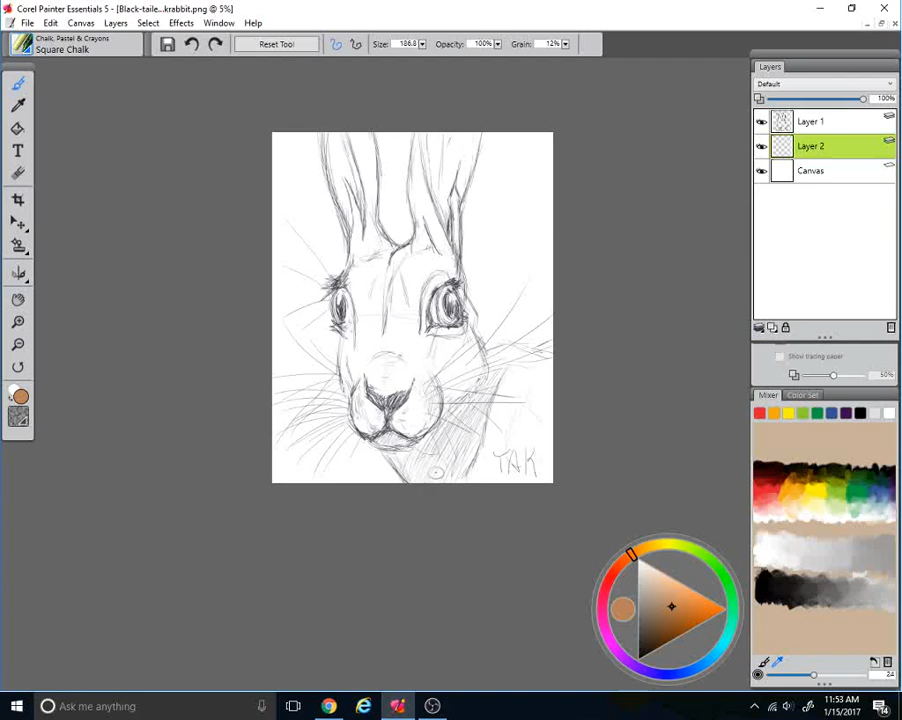 Corel Painter Essentials 5 - [Black-taile...krabbit.png @ 5%]
File Edit Canvas Layers Select Effects Window Help
Chalk, Pastel & Crayons
Square Chalk
Reset Tool
Size: 186.8 Opacity: 100% Grain: 12%
T
Layers
Default
100%
Layer 1
Layer 2
Canvas
Show tracing paper
50%
Mixer Color Set
TAK
24
Ask me anything
11:53 AM
1/15/2017
14